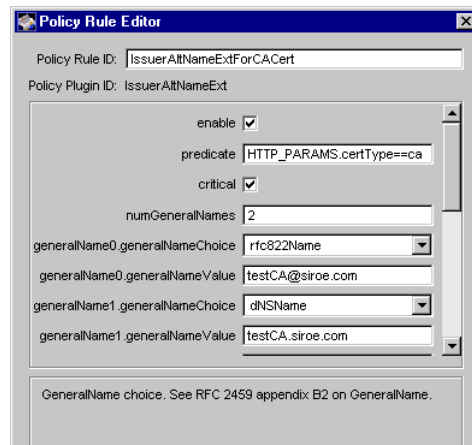 Policy Rule Editor
Policy Rule ID: IssuerAltNameExtForCACert
Policy Plugin ID: IssuerAltNameExt
enable
predicate HTTP_PARAMS.certType==ca
critical
numGeneralNames 2
generalName0.generalNameChoice rfc822Name
generalName0.generalNameValue testCA@siroe.com
generalName1.generalNameChoice dNSName
generalName1.generalNameValue testCA.siroe.com
GeneralName choice. See RFC 2459 appendix B2 on GeneralName.